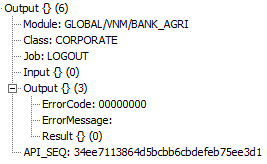 Output {} (6)
Module: GLOBAL/VNM/BANK_AGRI
Class: CORPORATE
Job: LOGOUT
Input {} (0)
Output {} (3)
ErrorCode: 00000000
ErrorMessage:
Result {} (0)
API_SEQ: 34ee7113864d5bcbb6cbdefeb75ee3d1